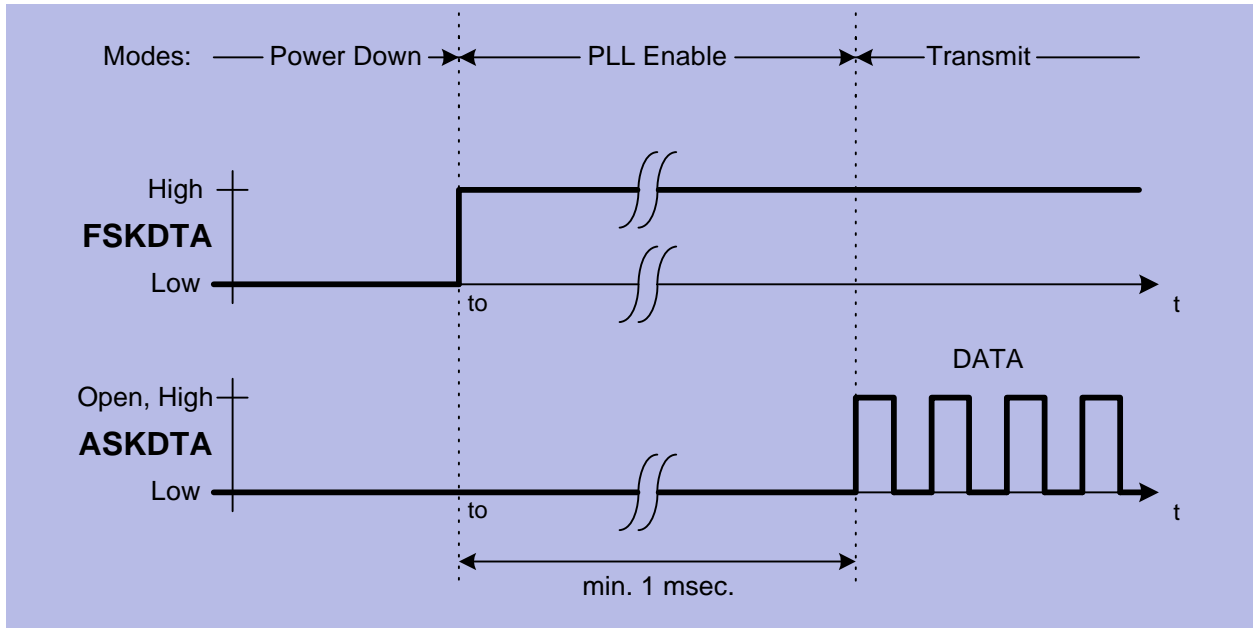 Modes: Power Down PLL Enable Transmit
High
FSKDTA
Low
to
t
DATA
Open, High
ASKDTA
Low
to
t
min. 1 msec.